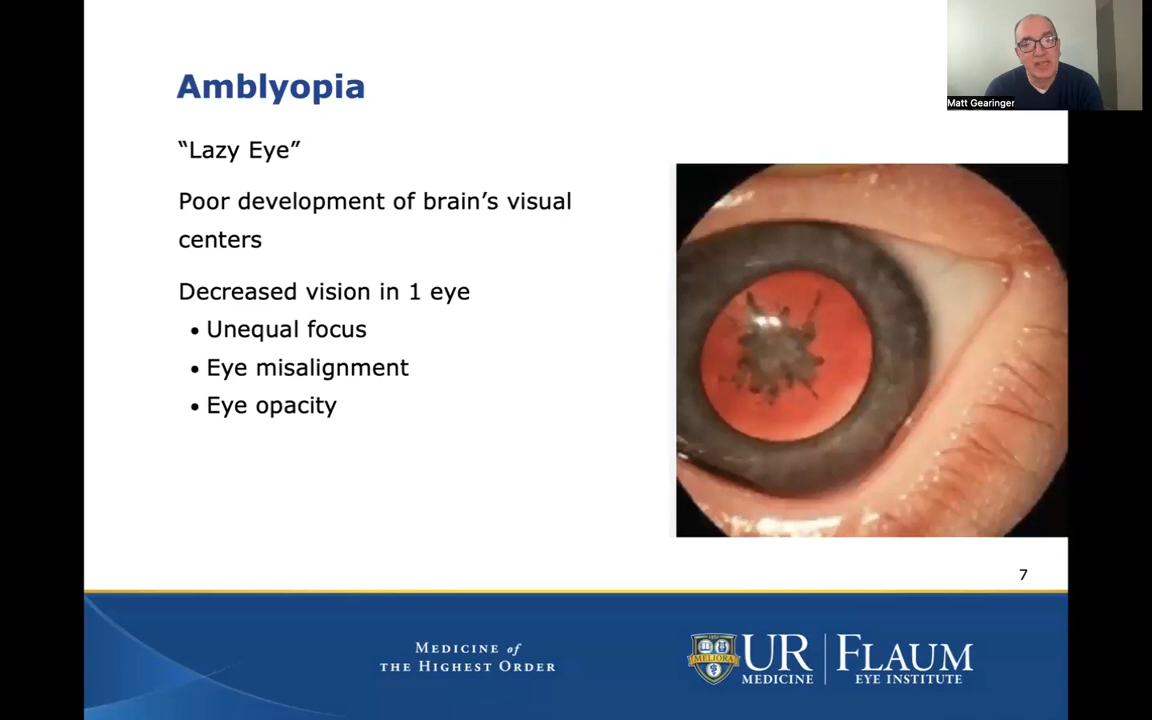 Matt Gearinger
Amblyopia
“Lazy Eye”
Poor development of brain’s visual
centers
Decreased vision in 1 eye
• Unequal focus
• Eye misalignment
• Eye opacity
7
MEDICINE of
THE HIGHEST ORDER
MELIORA
UR
MEDICINE
FLAUM
EYE INSTITUTE